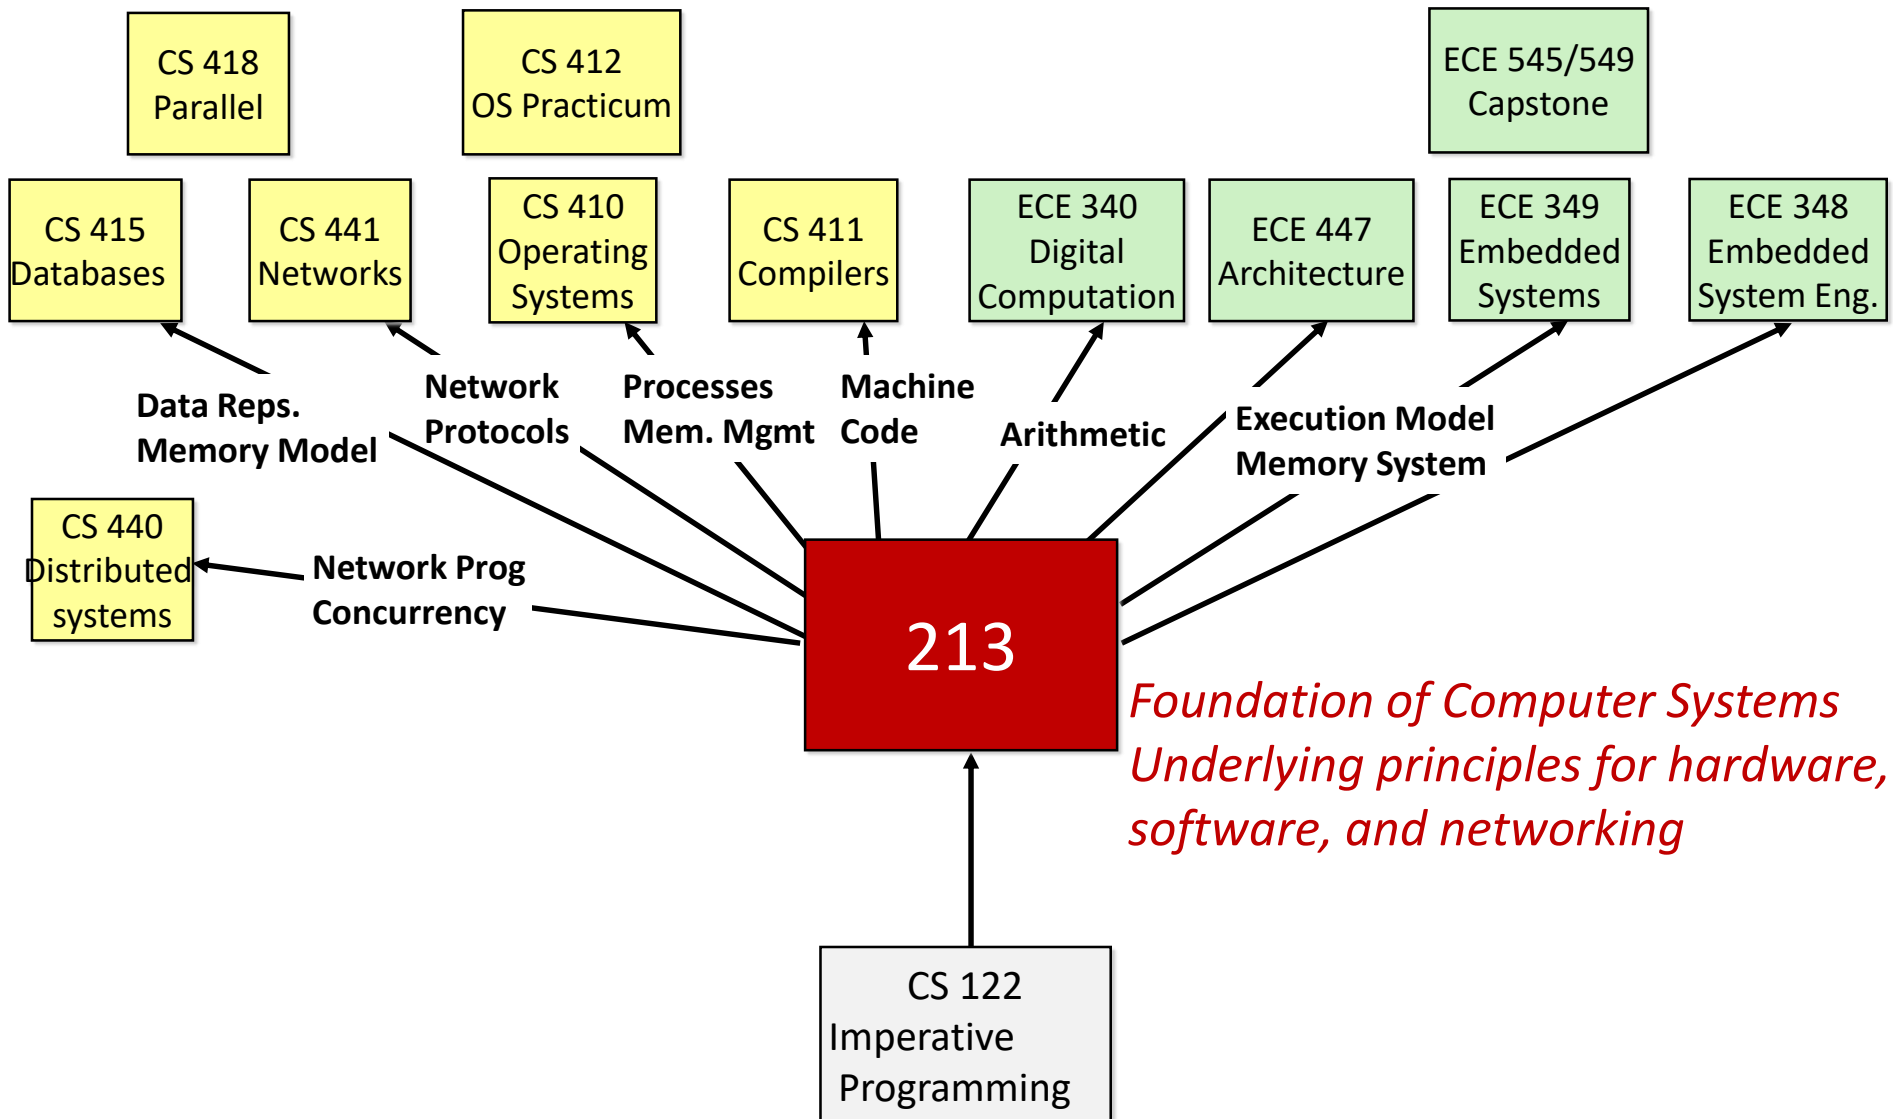 CS 418
Parallel
CS 412
OS Practicum
ECE 545/549
Capstone
CS 415
Databases
CS 441
Networks
CS 410
Operating
Systems
CS 411
Compilers
ECE 340
Digital
Computation
ECE 447
Architecture
ECE 349
Embedded
Systems
ECE 348
Embedded
System Eng.
Data Reps.
Memory Model
Network
Protocols
Processes
Mem. Mgmt
Machine
Code
Arithmetic
Execution Model
Memory System
CS 440
Distributed
systems
Network Prog
Concurrency
213
Foundation of Computer Systems
Underlying principles for hardware,
software, and networking
CS 122
Imperative
Programming